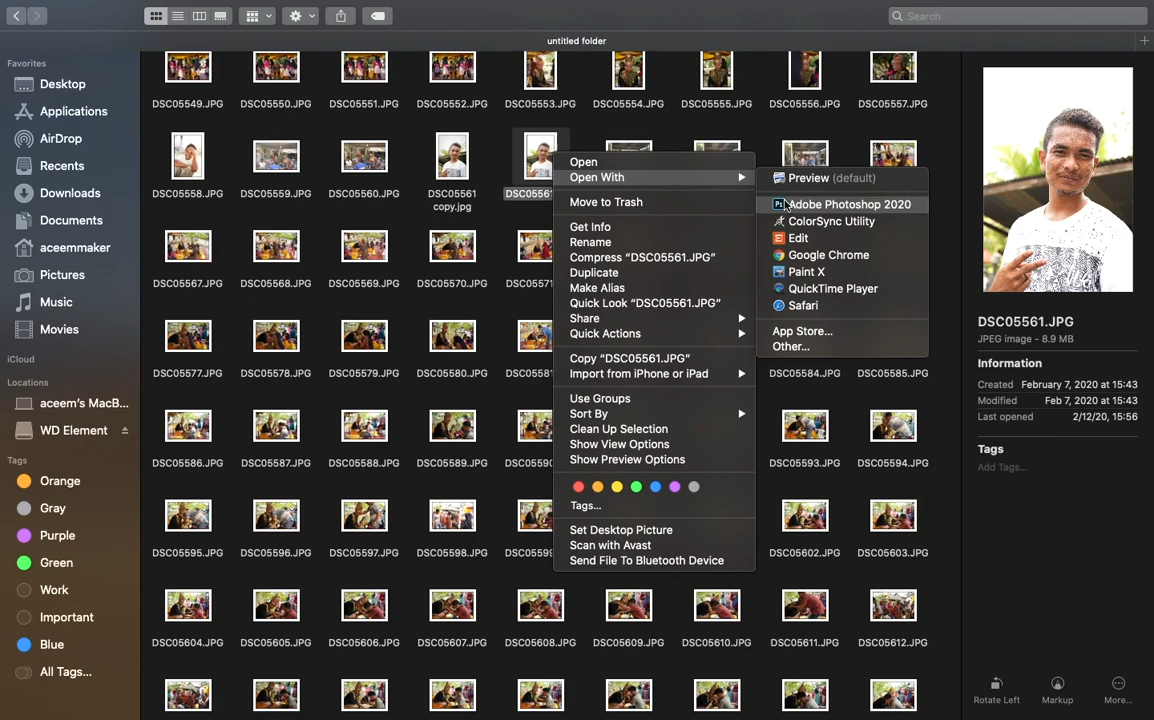 Search
untitled folder
Favorites
Desktop
Applications
AirDrop
Recents
Downloads
Documents
aceemmaker
Pictures
Music
Movies
iCloud
Locations
aceem's MacB...
WD Element
Tags
Orange
Gray
Purple
Green
Work
Important
Blue
All Tags...
DSC05549.JPG DSC05550.JPG DSC05551.JPG DSC05552.JPG DSC05553.JPG DSC05554.JPG DSC05555.JPG DSC05556.JPG DSC05557.JPG
DSC05558.JPG DSC05559.JPG DSC05560.JPG DSC05561 copy.jpg DSC05561
DSC05567.JPG DSC05568.JPG DSC05569.JPG DSC05570.JPG DSC05571
DSC05577.JPG DSC05578.JPG DSC05579.JPG DSC05580.JPG DSC05581 DSC05584.JPG DSC05585.JPG
DSC05586.JPG DSC05587.JPG DSC05588.JPG DSC05589.JPG DSC05590 DSC05593.JPG DSC05594.JPG
DSC05595.JPG DSC05596.JPG DSC05597.JPG DSC05598.JPG DSC05599 DSC05602.JPG DSC05603.JPG
DSC05604.JPG DSC05605.JPG DSC05606.JPG DSC05607.JPG DSC05608.JPG DSC05609.JPG DSC05610.JPG DSC05611.JPG DSC05612.JPG
Open
Open With
Move to Trash
Get Info
Rename
Compress "DSC05561.JPG"
Duplicate
Make Alias
Quick Look "DSC05561.JPG"
Share
Quick Actions
Copy "DSC05561.JPG"
Import from iPhone or iPad
Use Groups
Sort By
Clean Up Selection
Show View Options
Show Preview Options
Tags...
Set Desktop Picture
Scan with Avast
Send File To Bluetooth Device
Preview (default)
Ps Adobe Photoshop 2020
ColorSync Utility
Edit
Google Chrome
Paint X
QuickTime Player
Safari
App Store...
Other...
DSC05561.JPG
JPEG image - 8.9 MB
Information
Created February 7, 2020 at 15:43
Modified Feb 7, 2020 at 15:43
Last opened 2/12/20, 15:56
Tags
Add Tags...
Rotate Left Markup More...